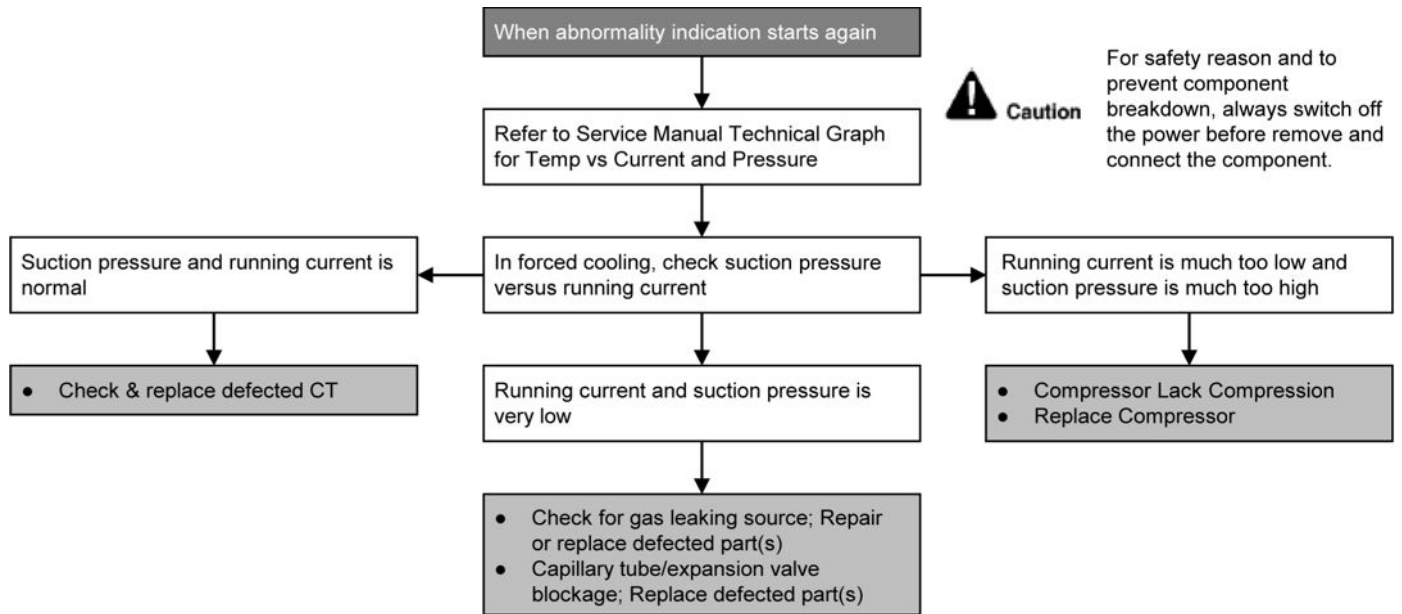 When abnormality indication starts again
Caution
For safety reason and to
prevent component
breakdown, always switch off
the power before remove and
connect the component.
Refer to Service Manual Technical Graph
for Temp vs Current and Pressure
Suction pressure and running current is
normal
In forced cooling, check suction pressure
versus running current
Running current is much too low and
suction pressure is much too high
● Check & replace defected CT
Running current and suction pressure is
very low
● Compressor Lack Compression
● Replace Compressor
● Check for gas leaking source; Repair
or replace defected part(s)
● Capillary tube/expansion valve
blockage; Replace defected part(s)